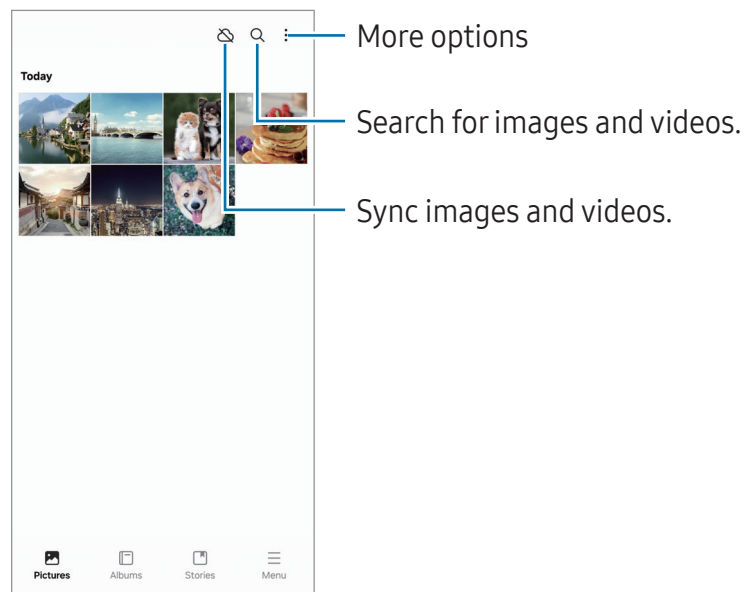 More options
Today
Search for images and videos.
Sync images and videos.
Pictures Albums Stories Menu